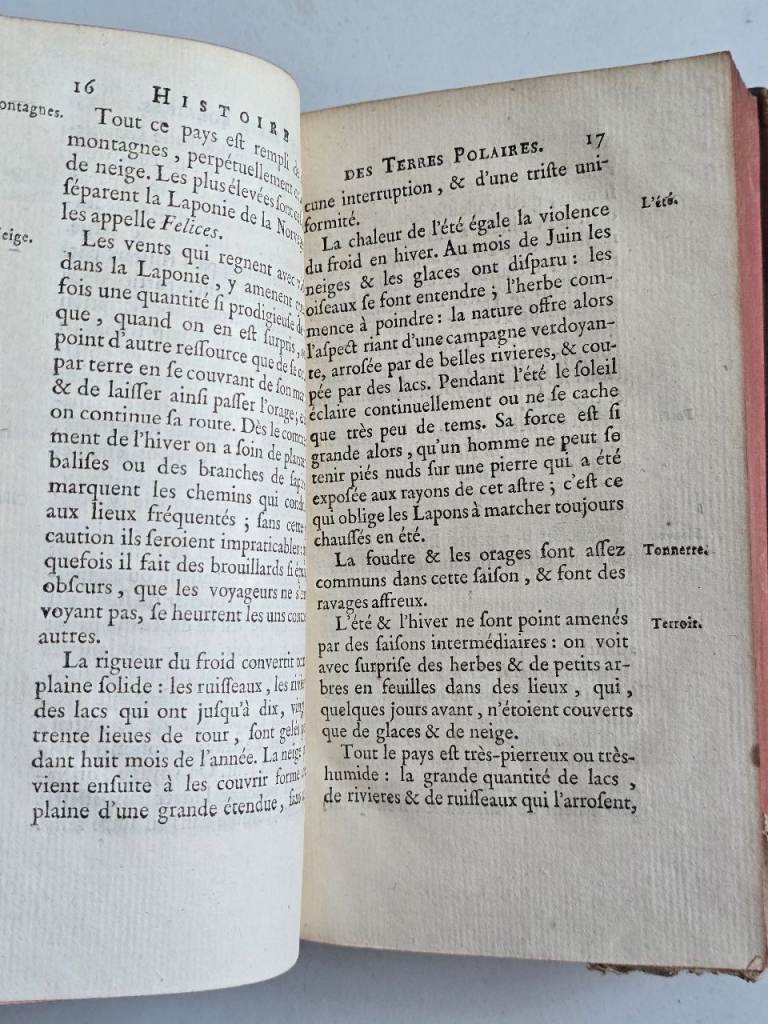 16 HISTOIRE
ontagnes.
Tout ce pays eſt rempli de
montagnes, perpétuellement
de neige. Les plus élevées ſont
ſéparent la Laponie de la
les appelle Felices.
eige.
Les vents qui regnent avec
dans la Laponie, y amenent
fois une quantité ſi prodigieuſe de
que, quand on en eſt ſurpris,
point d'autre reſſource que de ſe
par terre en ſe couvrant de ſon
& de laiſſer ainſi paſſer l'orage;
on continue ſa route. Dès le
ment de l'hiver on a ſoin de
baliſes ou des branches de
marquent les chemins qui
aux lieux fréquentés; ſans cette
caution ils ſeroient impraticables:
quefois il fait des brouillards ſi
obſcurs, que les voyageurs ne
voyant pas, ſe heurtent les uns
autres.
La rigueur du froid convertit
plaine ſolide: les ruiſſeaux, les
des lacs qui ont juſqu'à dix,
trente lieues de tour, ſont
dant huit mois de l'année. La neige
vient enſuite à les couvrir forme
plaine d'une grande étendue,
DES TERRES POLAIRES. 17
cune interruption, & d'une triſte uni-
formité.
La chaleur de l'été égale la violence
L'été.
du froid en hiver. Au mois de Juin les
neiges & les glaces ont diſparu: les
oiſeaux ſe font entendre; l'herbe com-
mence à poindre: la nature offre alors
l'aſpect riant d'une campagne verdoyan-
te, arroſée par de belles rivieres, & cou-
pée par des lacs. Pendant l'été le ſoleil
éclaire continuellement ou ne ſe cache
que très peu de tems. Sa force eſt ſi
grande alors, qu'un homme ne peut ſe
tenir piés nuds ſur une pierre qui a été
expoſée aux rayons de cet aſtre; c'eſt ce
qui oblige les Lapons à marcher toujours
chauſſés en été.
La foudre & les orages ſont aſſez
Tonnerre.
communs dans cette ſaiſon, & font des
ravages affreux.
L'été & l'hiver ne ſont point amenés
Terroir.
par des ſaiſons intermédiaires: on voit
avec ſurpriſe des herbes & de petits ar-
bres en feuilles dans des lieux, qui,
quelques jours avant, n'étoient couverts
que de glaces & de neige.
Tout le pays eſt très-pierreux ou très-
humide: la grande quantité de lacs,
de rivieres & de ruiſſeaux qui l'arroſent,